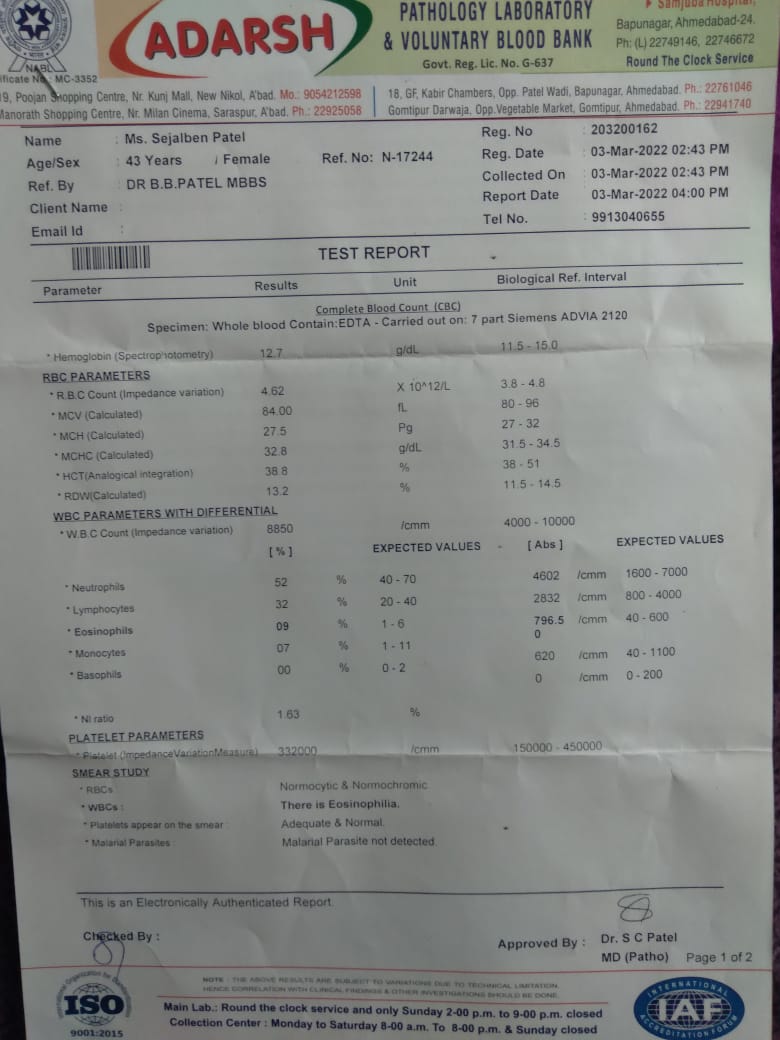 NABL
ificate No.: MC-3352
ADARSH
PATHOLOGY LABORATORY
& VOLUNTARY BLOOD BANK
Govt. Reg. Lic. No. G-637
Samjuba Hospital,
Bapunagar, Ahmedabad-24.
Ph: (L) 22749146, 22746672
Round The Clock Service
19, Poojan Shopping Centre, Nr. Kunj Mall, New Nikol, A'bad. Mo.: 9054212598
Manorath Shopping Centre, Nr. Milan Cinema, Saraspur, A'bad. Ph.: 22925058
18, GF, Kabir Chambers, Opp. Patel Wadi, Bapunagar, Ahmedabad. Ph.: 22761046
Gomtipur Darwaja, Opp.Vegetable Market, Gomtipur, Ahmedabad. Ph.: 22941740
Name : Ms. Sejalben Patel
Reg. No : 203200162
Age/Sex : 43 Years / Female Ref. No: N-17244
Reg. Date : 03-Mar-2022 02:43 PM
Ref. By : DR B.B.PATEL MBBS
Collected On : 03-Mar-2022 02:43 PM
Client Name :
Report Date : 03-Mar-2022 04:00 PM
Email Id :
Tel No. : 9913040655
TEST REPORT
Parameter Results Unit Biological Ref. Interval
Complete Blood Count (CBC)
Specimen: Whole blood Contain:EDTA - Carried out on: 7 part Siemens ADVIA 2120
* Hemoglobin (Spectrophotometry) 12.7 g/dL 11.5 - 15.0
RBC PARAMETERS
* R.B.C Count (Impedance variation) 4.62 X 10^12/L 3.8 - 4.8
* MCV (Calculated) 84.00 fL 80 - 96
* MCH (Calculated) 27.5 Pg 27 - 32
* MCHC (Calculated) 32.8 g/dL 31.5 - 34.5
* HCT(Analogical integration) 38.8 % 38 - 51
* RDW(Calculated) 13.2 % 11.5 - 14.5
WBC PARAMETERS WITH DIFFERENTIAL
* W.B.C Count (Impedance variation) 8850 /cmm 4000 - 10000
[ % ] EXPECTED VALUES - [ Abs ] EXPECTED VALUES
* Neutrophils 52 % 40 - 70 4602 /cmm 1600 - 7000
* Lymphocytes 32 % 20 - 40 2832 /cmm 800 - 4000
* Eosinophils 09 % 1 - 6 796.5 /cmm 40 - 600
0
* Monocytes 07 % 1 - 11 620 /cmm 40 - 1100
* Basophils 00 % 0 - 2 0 /cmm 0 - 200
* Nl ratio 1.63 %
PLATELET PARAMETERS
* Platelet (ImpedanceVariationMeasure) 332000 /cmm 150000 - 450000
SMEAR STUDY
* RBCs : Normocytic & Normochromic.
* WBCs : There is Eosinophilia.
* Platelets appear on the smear : Adequate & Normal.
* Malarial Parasites : Malarial Parasite not detected.
This is an Electronically Authenticated Report.
Checked By :
Approved By : Dr. S C Patel
MD (Patho) Page 1 of 2
NOTE : THE ABOVE RESULTS ARE SUBJECT TO VARIATIONS DUE TO TECHNICAL LIMITATION.
HENCE CORRELATION WITH CLINICAL FINDINGS & OTHER INVESTIGATIONS SHOULD BE DONE.
Main Lab.: Round the clock service and only Sunday 2-00 p.m. to 9-00 p.m. closed
Collection Center : Monday to Saturday 8-00 a.m. To 8-00 p.m. & Sunday closed
ISO
9001:2015
INTERNATIONAL
IAF
ACCREDITATION FORUM